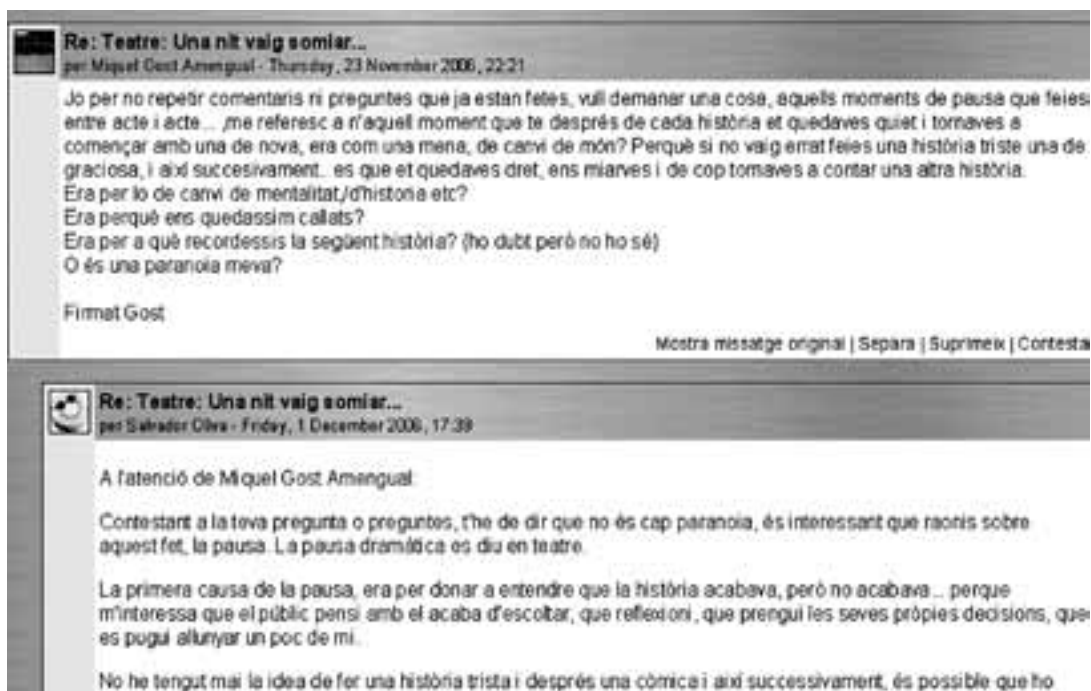 Re: Teatre: Una nit vaig somiar...
per Miquel Gost Amengual - Thursday, 23 November 2006, 22:21
Jo per no repetir comentaris ni preguntes que ja estan fetes, vull demanar una cosa, aquells moments de pausa que feies
entre acte i acte... ,me referesc a n'aquell moment que te després de cada història et quedaves quiet i tornaves a
començar amb una de nova, era com una mena, de canvi de món? Perquè si no vaig errat feies una història triste una de
graciosa, i així succesivament.. es que et quedaves dret, ens miarves i de cop tornaves a contar una altra història.
Era per lo de canvi de mentalitat,/d'historia etc?
Era perquè ens quedassim callats?
Era per a què recordessis la següent història? (ho dubt però no ho sé)
O és una paranoia meva?
Firmat Gost
Mostra missatge original | Separa | Suprimeix | Contesta
Re: Teatre: Una nit vaig somiar...
per Salvador Oliva - Friday, 1 December 2006, 17:39
A l'atenció de Miquel Gost Amengual:
Contestant a la teva pregunta o preguntes, t'he de dir que no és cap paranoia, és interessant que raonis sobre
aquest fet, la pausa. La pausa dramática es diu en teatre.
La primera causa de la pausa, era per donar a entendre que la història acabava, però no acabava... perque
m'interessa que el públic pensi amb el acaba d'escoltar, que reflexioni, que prengui les seves pròpies decisions, que
es pugui allunyar un poc de mi.
No he tengut mai la idea de fer una història trista i després una còmica i així successivament, és possible que ho